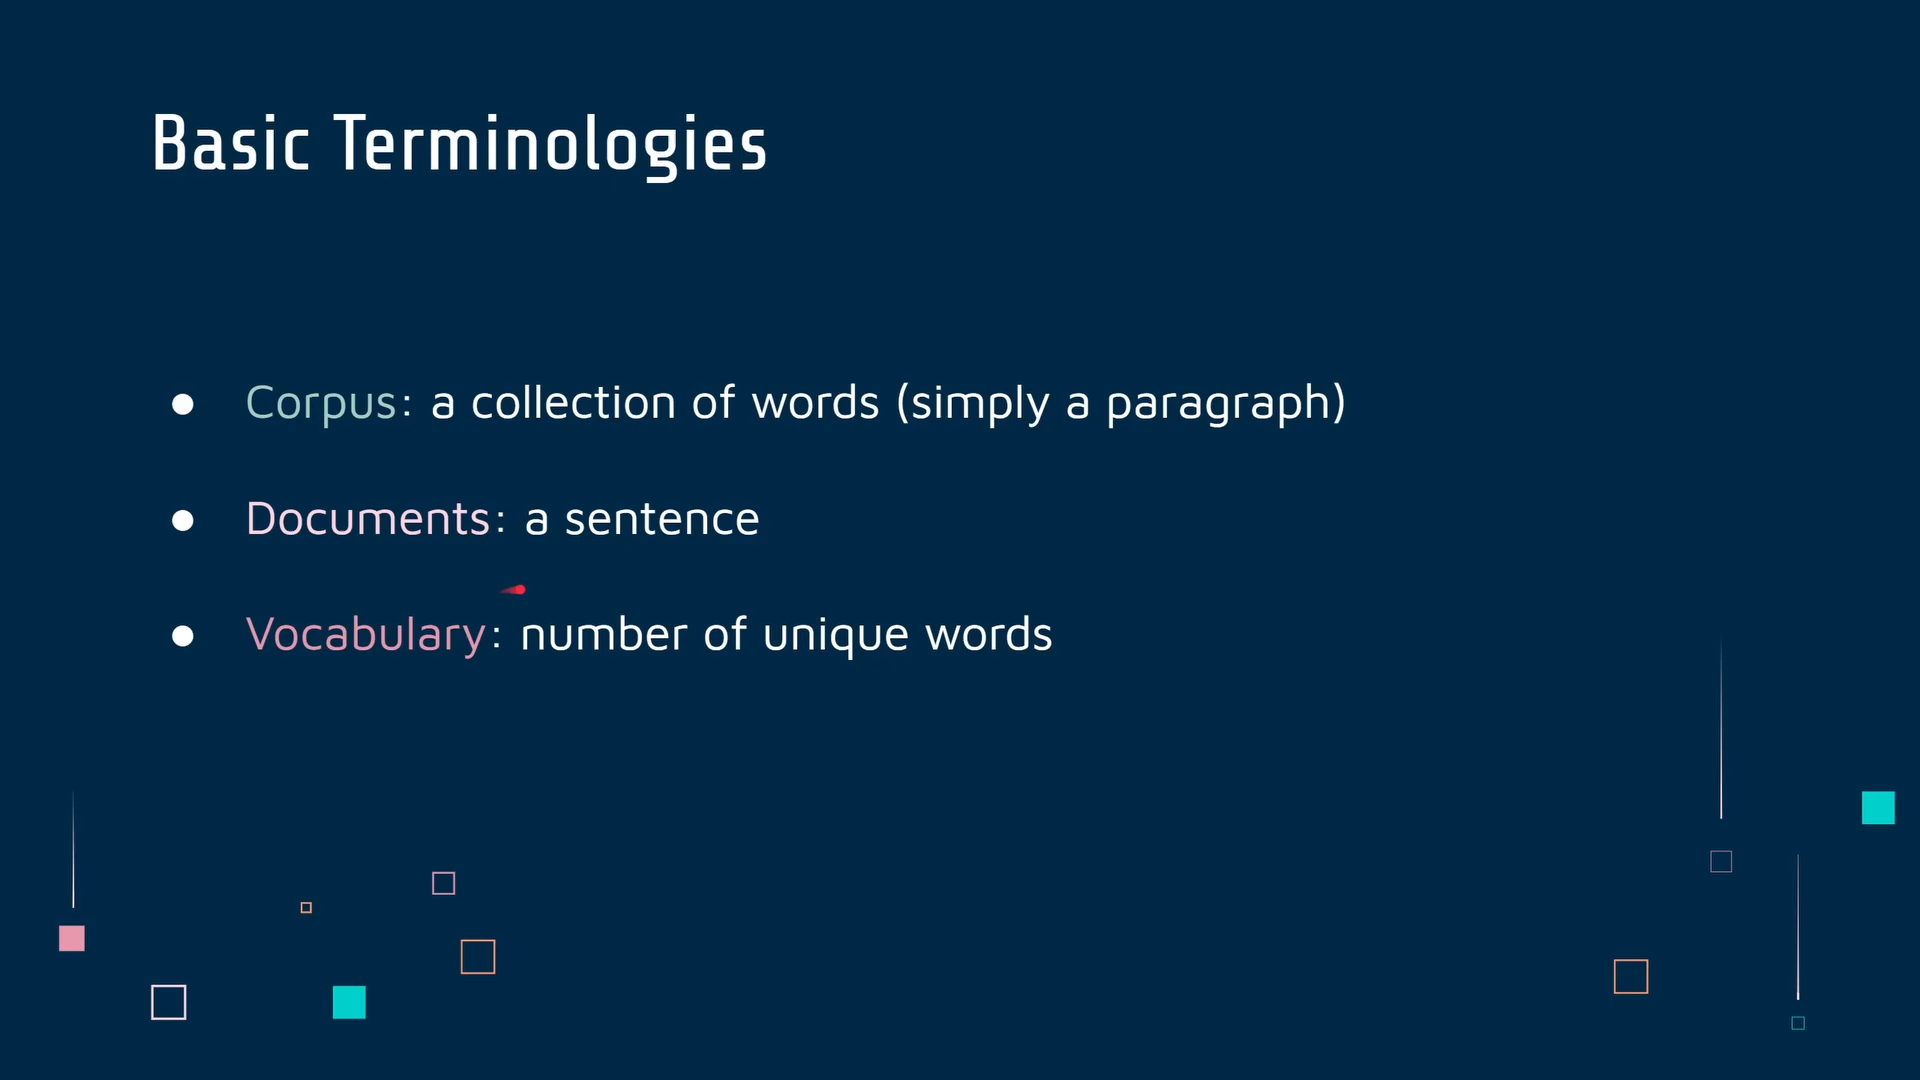 Basic Terminologies
● Corpus: a collection of words (simply a paragraph)
● Documents: a sentence
● Vocabulary: number of unique words